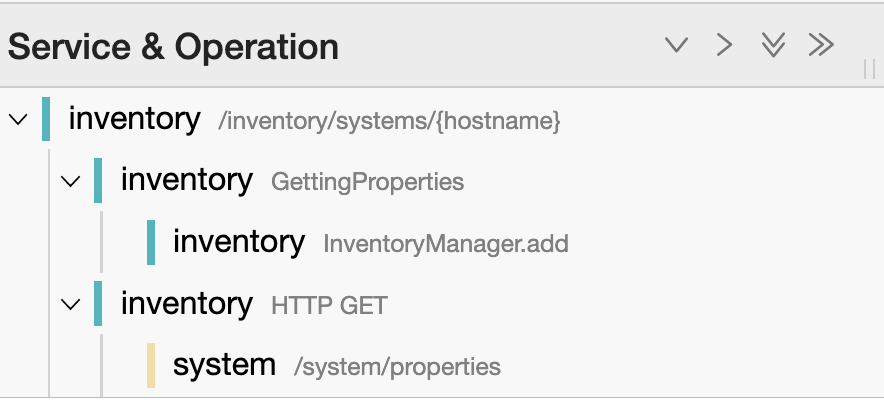 Service & Operation
inventory /inventory/systems/{hostname}
inventory GettingProperties
inventory InventoryManager.add
inventory HTTP GET
system /system/properties